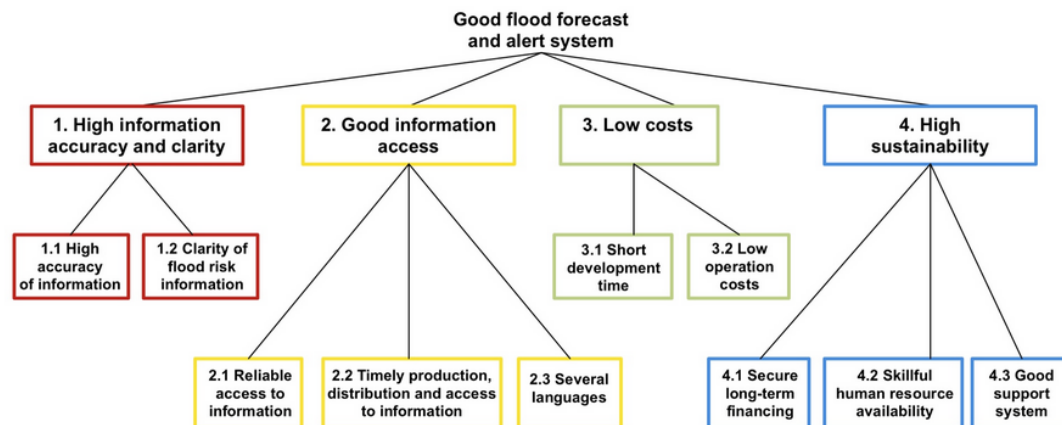 Good flood forecast
and alert system
1. High information
accuracy and clarity
2. Good information
access
3. Low costs
4. High
sustainability
1.1 High
accuracy
of information
1.2 Clarity of
flood risk
information
3.1 Short
development
time
3.2 Low
operation
costs
2.1 Reliable
access to
information
2.2 Timely production,
distribution and access
to information
2.3 Several
languages
4.1 Secure
long-term
financing
4.2 Skillful
human resource
availability
4.3 Good
support
system